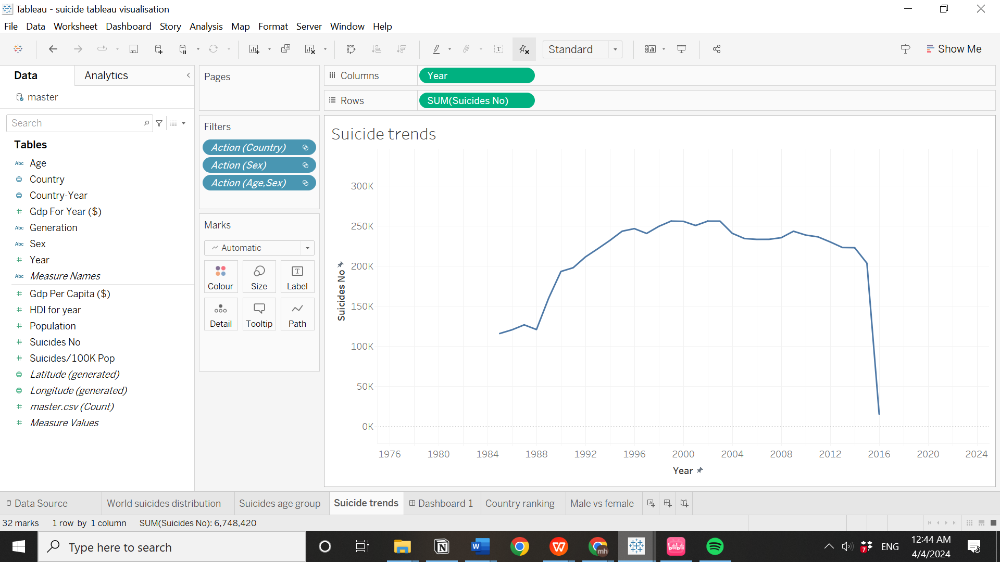 Tableau - suicide tableau visualisation
File Data Worksheet Dashboard Story Analysis Map Format Server Window Help
Standard
Show Me
Data
Analytics
master
Search
Tables
Abc Age
Country
Country-Year
# Gdp For Year ($)
Abc Generation
Abc Sex
# Year
Abc Measure Names
# Gdp Per Capita ($)
# HDI for year
# Population
# Suicides No
# Suicides/100K Pop
Latitude (generated)
Longitude (generated)
# master.csv (Count)
# Measure Values
Pages
Filters
Action (Country)
Action (Sex)
Action (Age,Sex)
Marks
Automatic
Colour Size Label
Detail Tooltip Path
Columns Year
Rows SUM(Suicides No)
Suicide trends
300K
250K
200K
150K
100K
50K
0K
Suicides No
1976 1980 1984 1988 1992 1996 2000 2004 2008 2012 2016 2020 2024
Year
Data Source World suicides distribution Suicides age group Suicide trends Dashboard 1 Country ranking Male vs female
32 marks 1 row by 1 column SUM(Suicides No): 6,748,420
Type here to search
N
W
W
mh
bilibili
7
ENG
12:44 AM
4/4/2024